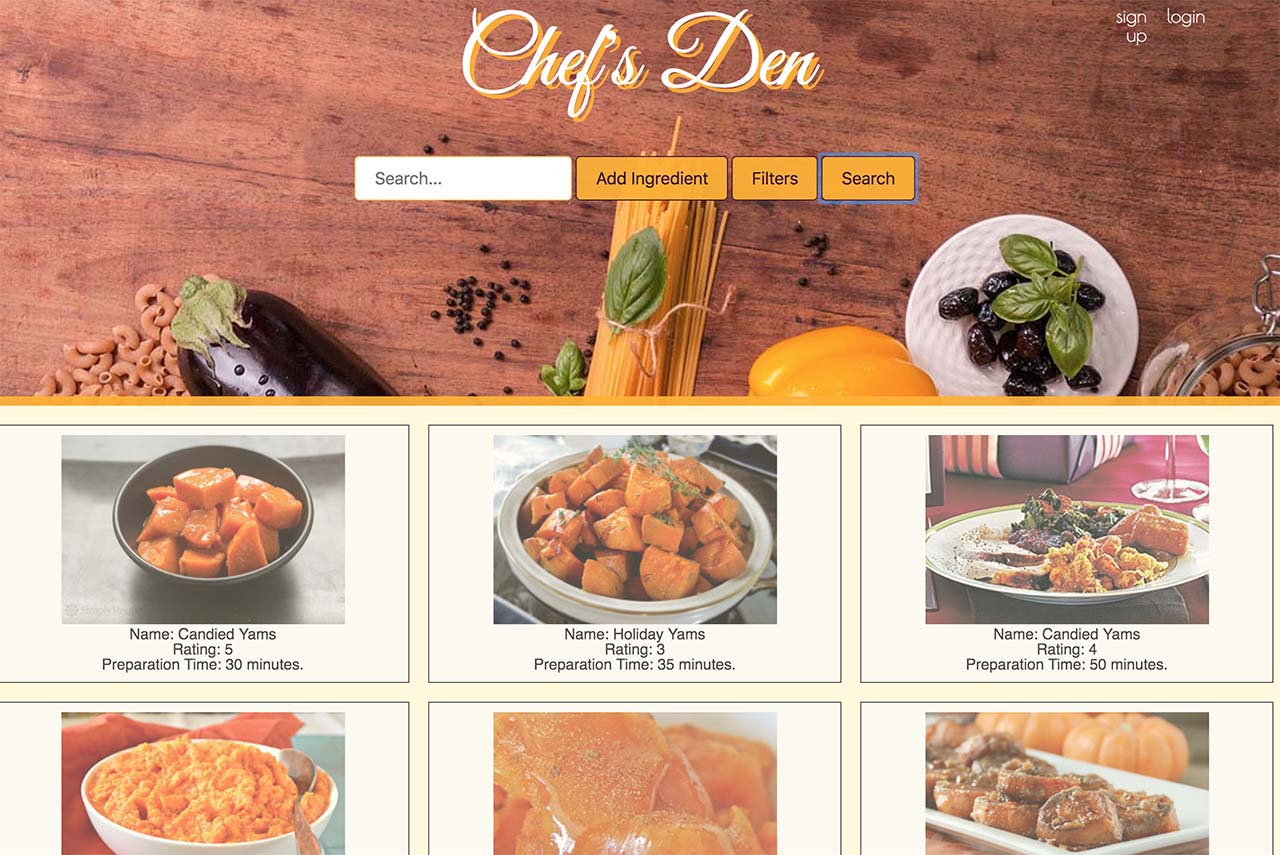 Chef's Den
sign
up
login
Search...
Add Ingredient
Filters
Search
Name: Candied Yams
Rating: 5
Preparation Time: 30 minutes.
Name: Holiday Yams
Rating: 3
Preparation Time: 35 minutes.
Name: Candied Yams
Rating: 4
Preparation Time: 50 minutes.